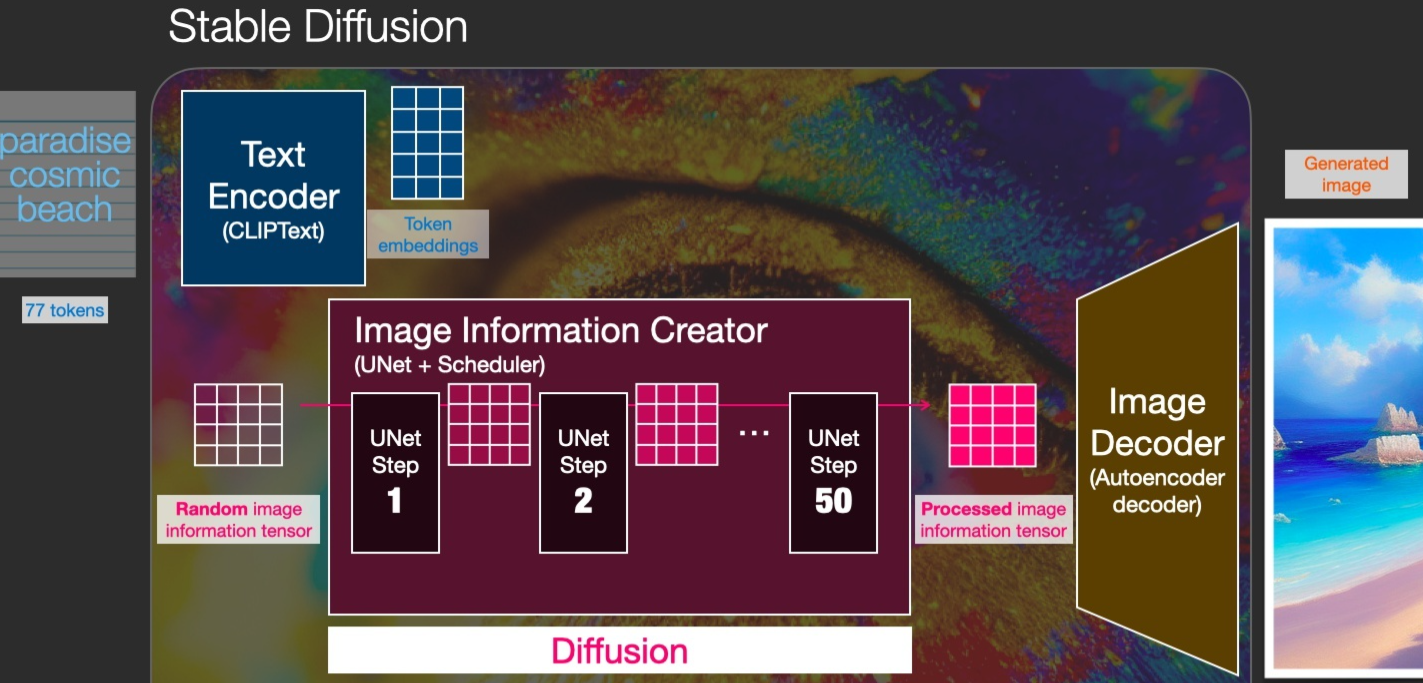 Stable Diffusion
paradise
cosmic
beach
77 tokens
Text
Encoder
(CLIPText)
Token
embeddings
Image Information Creator
(UNet + Scheduler)
UNet
Step
1
UNet
Step
2
...
UNet
Step
50
Random image
information tensor
Processed image
information tensor
Diffusion
Image
Decoder
(Autoencoder
decoder)
Generated
image